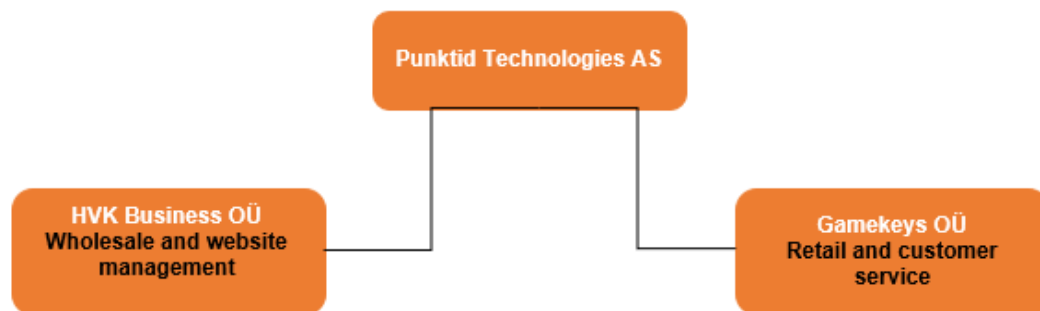 Punktid Technologies AS
HVK Business OÜ
Wholesale and website
management
Gamekeys OÜ
Retail and customer
service